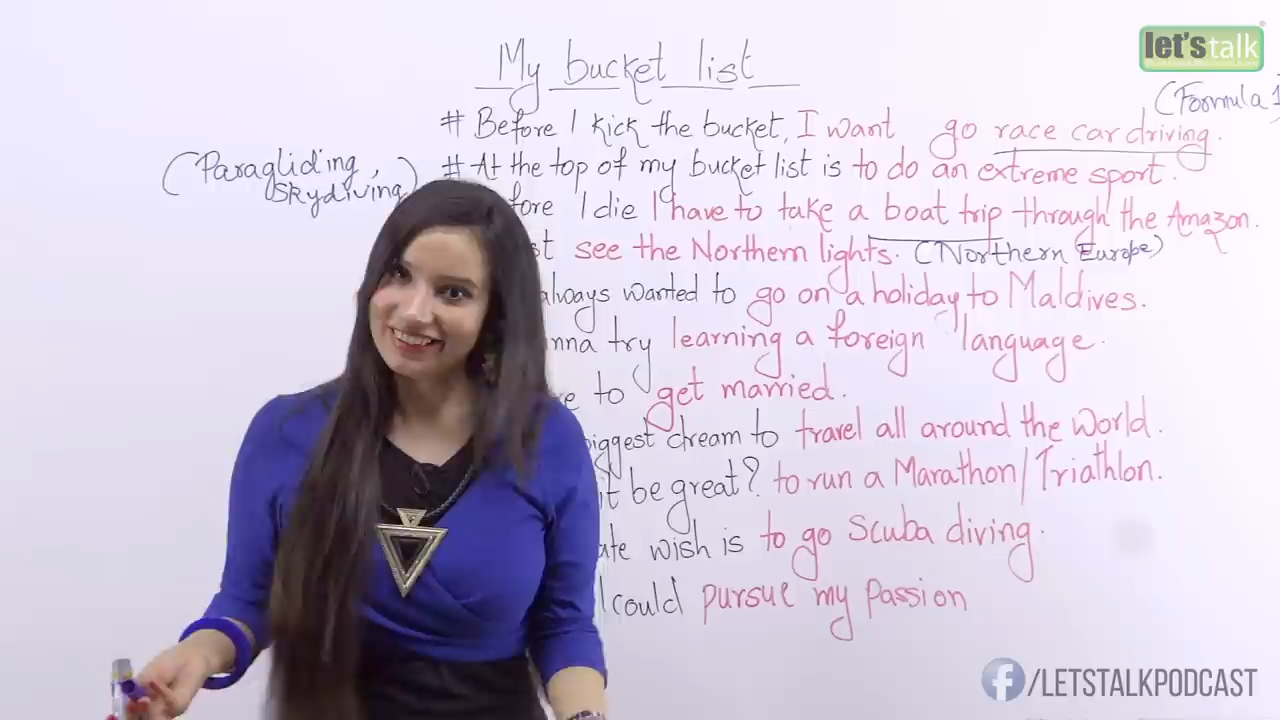 let's talk
My bucket list
(Formula 1
# Before I kick the bucket, I want go race car driving.
(Paragliding, skydiving)
# At the top of my bucket list is to do an extreme sport.
fore I die I have to take a boat trip through the Amazon.
st see the Northern lights. (Northern Europe)
always wanted to go on a holiday to Maldives.
nna try learning a foreign language.
e to get married.
biggest dream to travel all around the World.
it be great? to run a Marathon/Triathlon.
ate wish is to go Scuba diving.
I could pursue my Passion
f/LETSTALKPODCAST